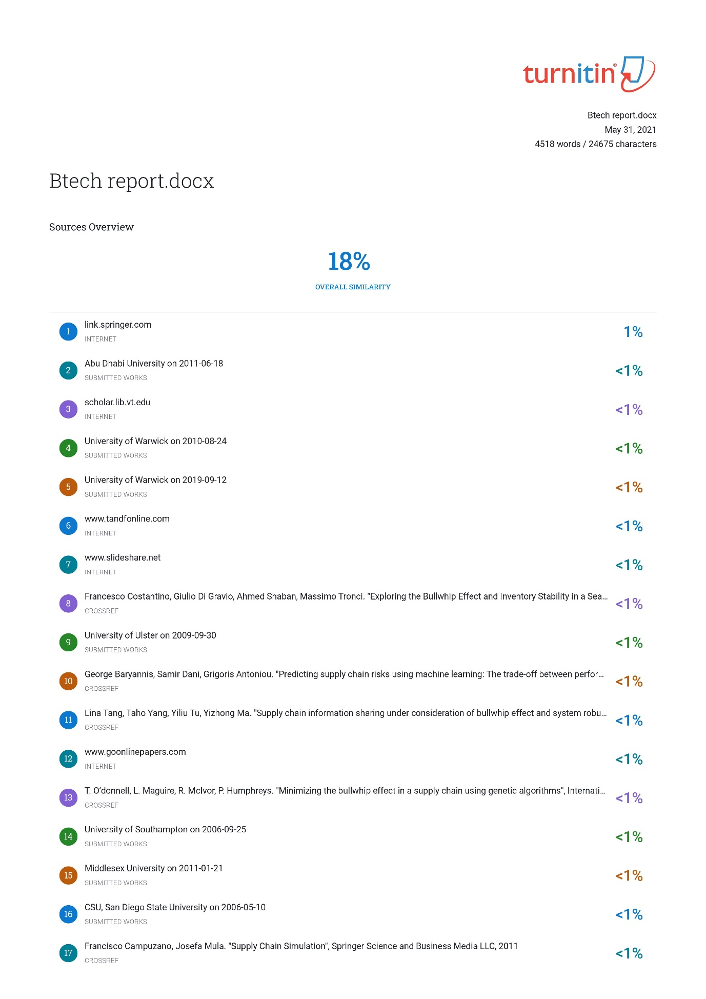 turnitin®
Btech report.docx
May 31, 2021
4518 words / 24675 characters
Btech report.docx
Sources Overview
18%
OVERALL SIMILARITY
1 link.springer.com 1%
INTERNET
2 Abu Dhabi University on 2011-06-18 <1%
SUBMITTED WORKS
3 scholar.lib.vt.edu <1%
INTERNET
4 University of Warwick on 2010-08-24 <1%
SUBMITTED WORKS
5 University of Warwick on 2019-09-12 <1%
SUBMITTED WORKS
6 www.tandfonline.com <1%
INTERNET
7 www.slideshare.net <1%
INTERNET
8 Francesco Costantino, Giulio Di Gravio, Ahmed Shaban, Massimo Tronci. "Exploring the Bullwhip Effect and Inventory Stability in a Sea... <1%
CROSSREF
9 University of Ulster on 2009-09-30 <1%
SUBMITTED WORKS
10 George Baryannis, Samir Dani, Grigoris Antoniou. "Predicting supply chain risks using machine learning: The trade-off between perfor... <1%
CROSSREF
11 Lina Tang, Taho Yang, Yiliu Tu, Yizhong Ma. "Supply chain information sharing under consideration of bullwhip effect and system robu... <1%
CROSSREF
12 www.goonlinepapers.com <1%
INTERNET
13 T. O’donnell, L. Maguire, R. McIvor, P. Humphreys. "Minimizing the bullwhip effect in a supply chain using genetic algorithms", Internati... <1%
CROSSREF
14 University of Southampton on 2006-09-25 <1%
SUBMITTED WORKS
15 Middlesex University on 2011-01-21 <1%
SUBMITTED WORKS
16 CSU, San Diego State University on 2006-05-10 <1%
SUBMITTED WORKS
17 Francisco Campuzano, Josefa Mula. "Supply Chain Simulation", Springer Science and Business Media LLC, 2011 <1%
CROSSREF